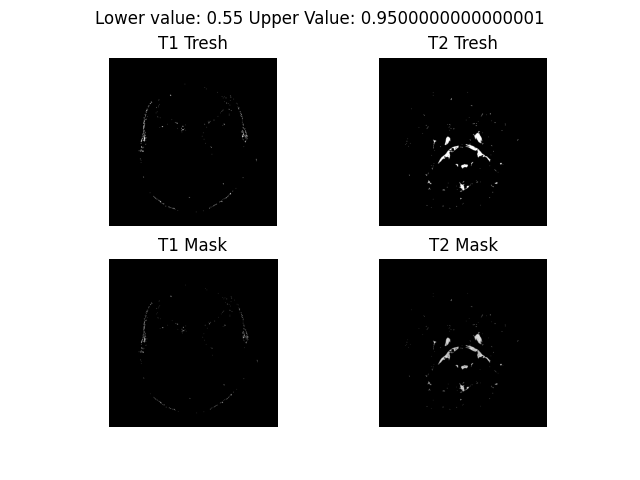 Lower value: 0.55 Upper Value: 0.9500000000000001
T1 Tresh
T2 Tresh
T1 Mask
T2 Mask